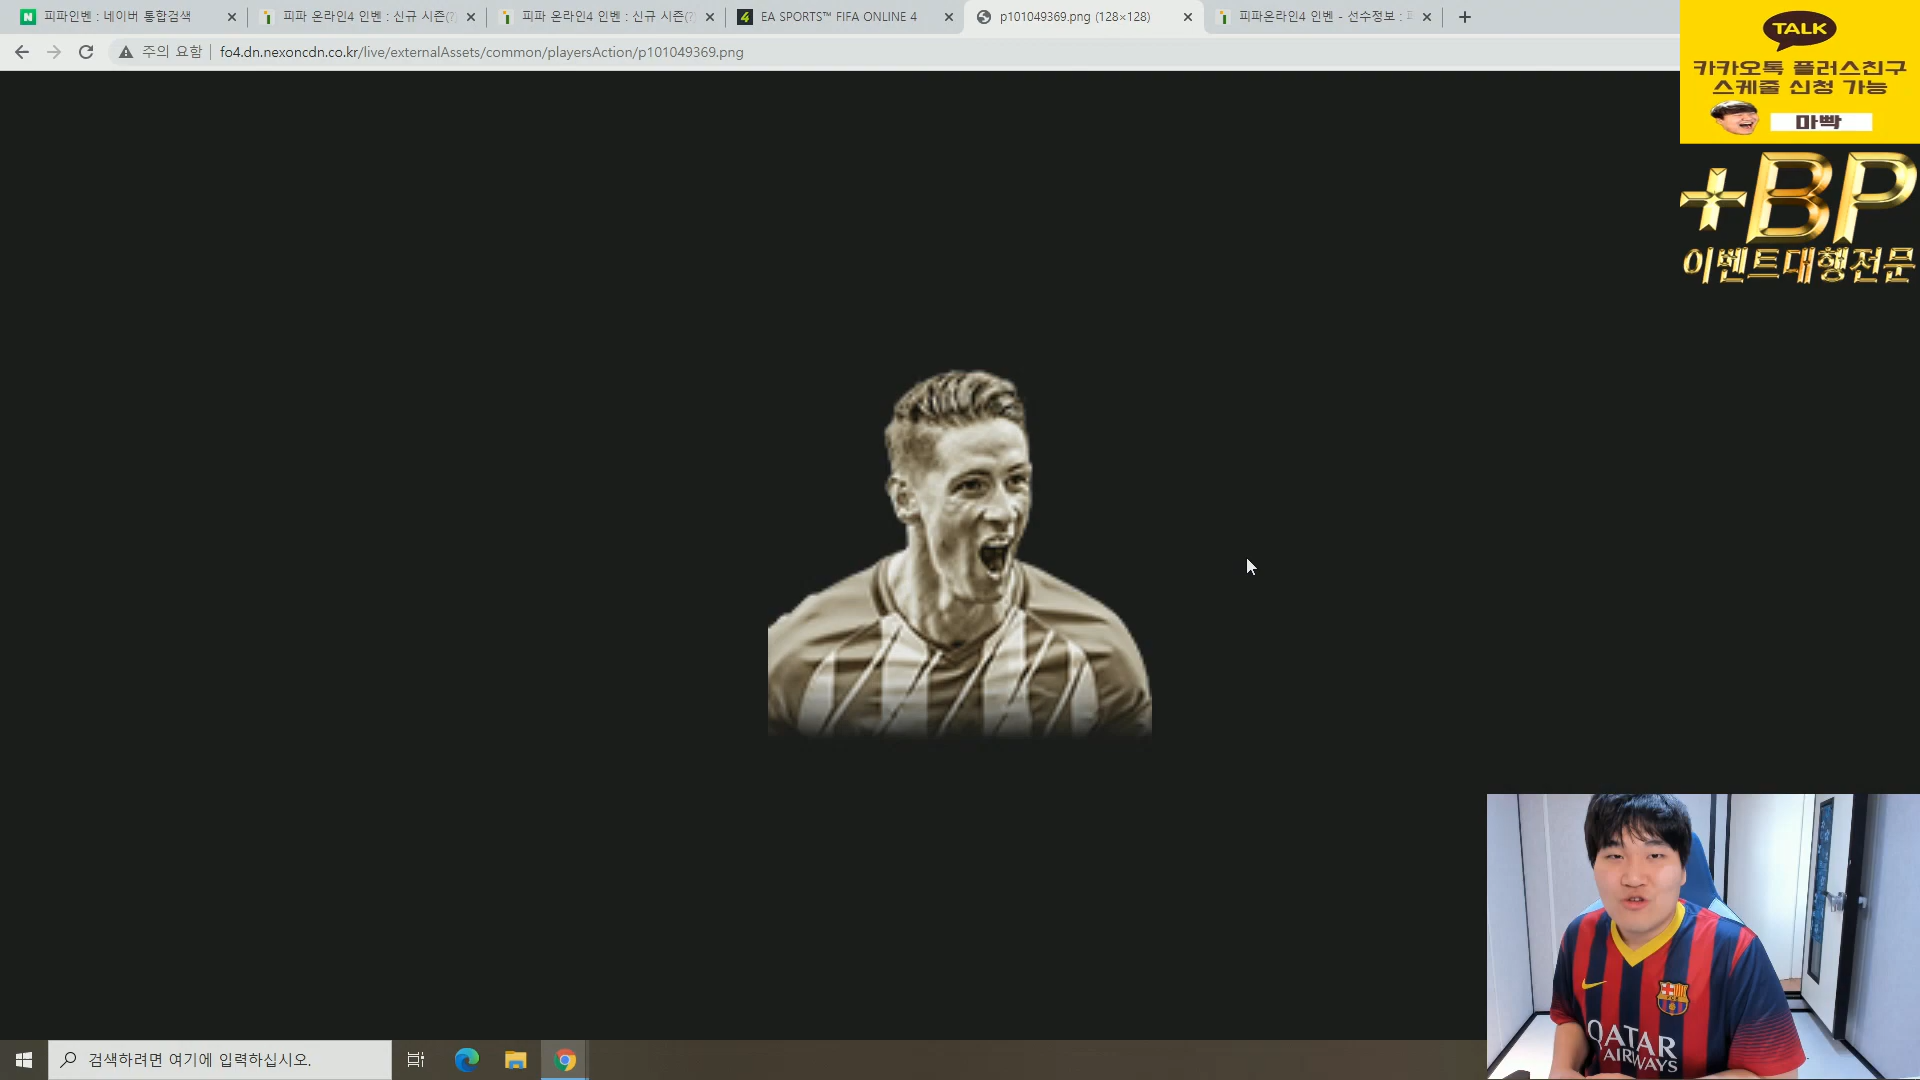 피파인벤 : 네이버 통합검색
피파 온라인4 인벤 : 신규 시즌(?)
피파 온라인4 인벤 : 신규 시즌(?)
EA SPORTS™ FIFA ONLINE 4
p101049369.png (128×128)
피파온라인4 인벤 - 선수정보 : 피
주의 요함
fo4.dn.nexoncdn.co.kr/live/externalAssets/common/playersAction/p101049369.png
TALK
카카오톡 플러스친구
스케줄 신청 가능
마빡
+BP
이벤트대행전문
QATAR
AIRWAYS
검색하려면 여기에 입력하십시오.